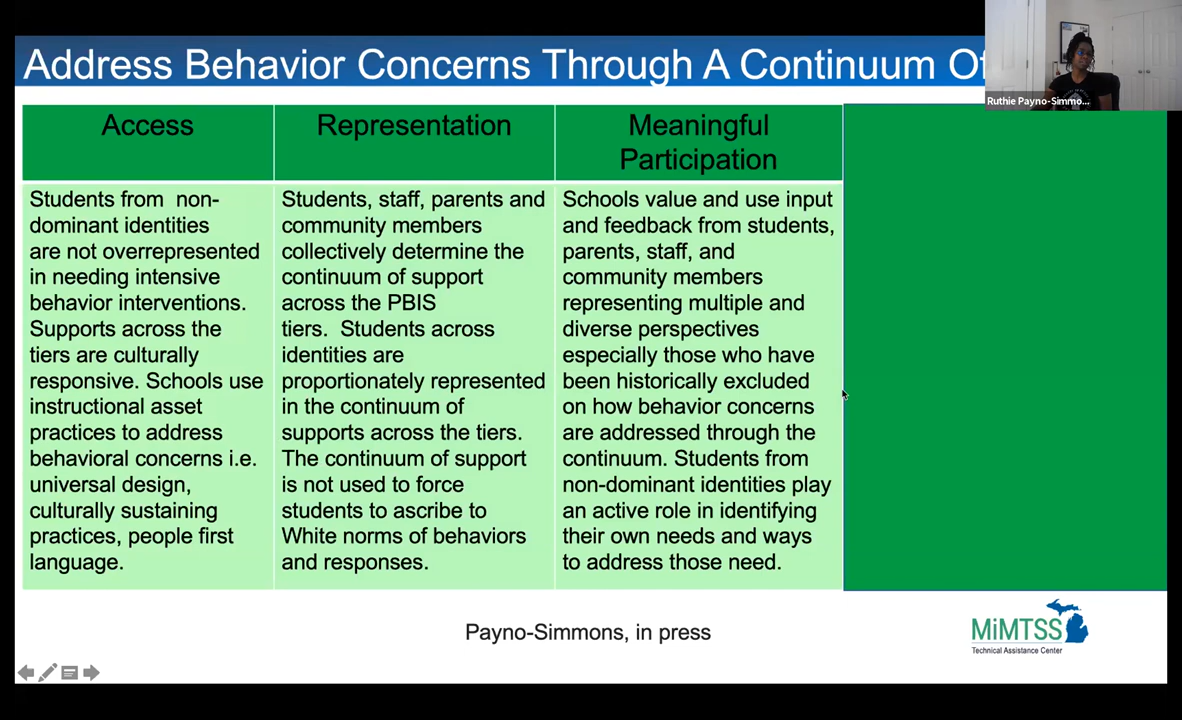 Address Behavior Concerns Through A Continuum Of
Ruthie Payno-Simmo...
Access
Representation
Meaningful
Participation
Students from non-
dominant identities
are not overrepresented
in needing intensive
behavior interventions.
Supports across the
tiers are culturally
responsive. Schools use
instructional asset
practices to address
behavioral concerns i.e.
universal design,
culturally sustaining
practices, people first
language.
Students, staff, parents and
community members
collectively determine the
continuum of support
across the PBIS
tiers. Students across
identities are
proportionately represented
in the continuum of
supports across the tiers.
The continuum of support
is not used to force
students to ascribe to
White norms of behaviors
and responses.
Schools value and use input
and feedback from students,
parents, staff, and
community members
representing multiple and
diverse perspectives
especially those who have
been historically excluded
on how behavior concerns
are addressed through the
continuum. Students from
non-dominant identities play
an active role in identifying
their own needs and ways
to address those need.
Payno-Simmons, in press
MiMTSS
Technical Assistance Center